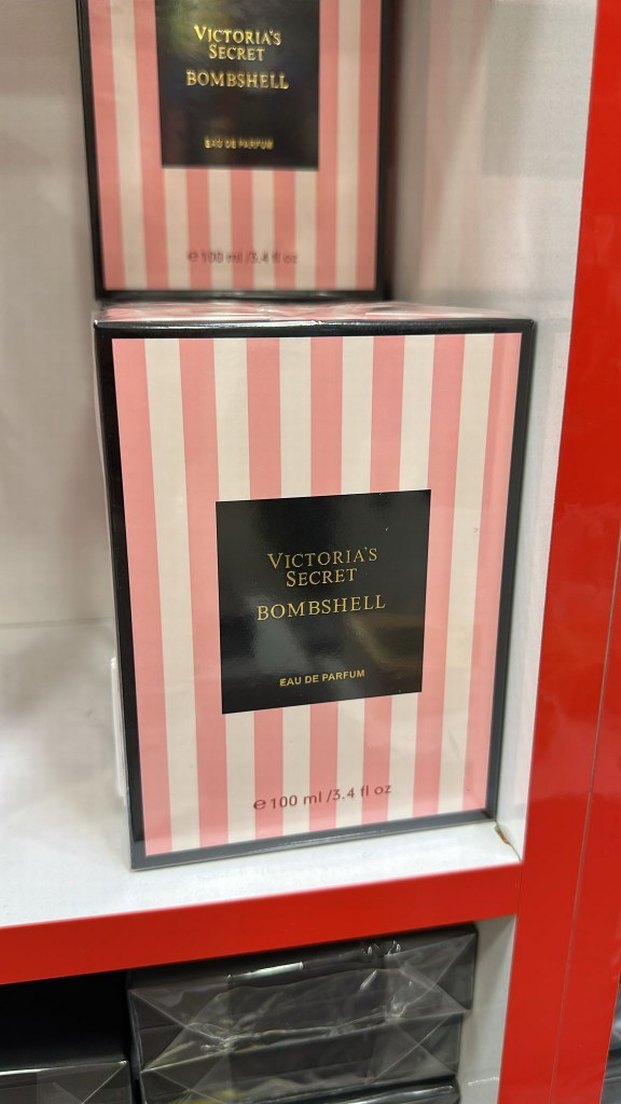 VICTORIA'S
SECRET
BOMBSHELL
EAU DE PARFUM
e 100 ml /3.4 fl oz
VICTORIA'S
SECRET
BOMBSHELL
EAU DE PARFUM
e 100 ml /3.4 fl oz